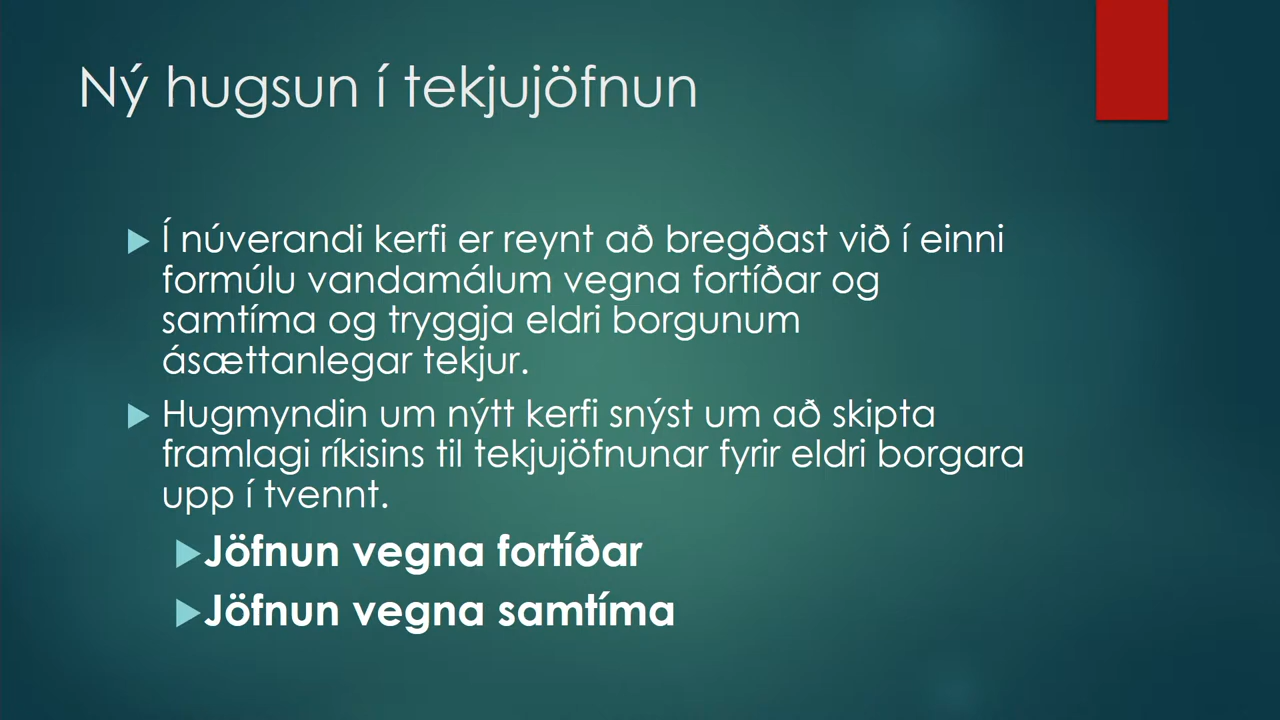 Ný hugsun í tekjujöfnun
Í núverandi kerfi er reynt að bregðast við í einni
formúlu vandamálum vegna fortíðar og
samtíma og tryggja eldri borgunum
ásættanlegar tekjur.
Hugmyndin um nýtt kerfi snýst um að skipta
framlagi ríkisins til tekjujöfnunar fyrir eldri borgara
upp í tvennt.
Jöfnun vegna fortíðar
Jöfnun vegna samtíma